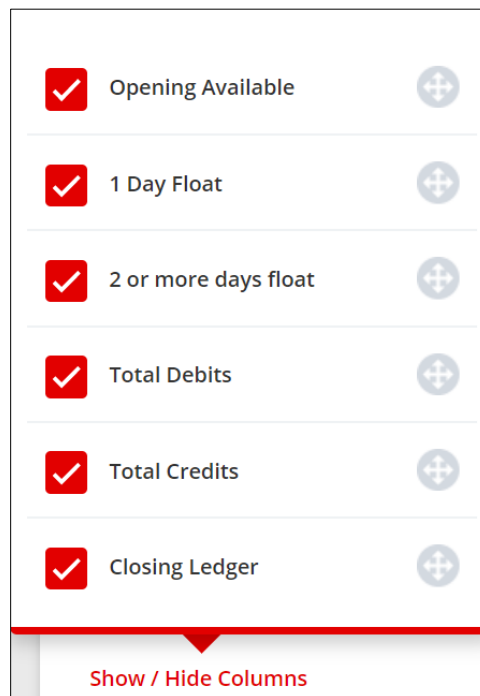 Opening Available
1 Day Float
2 or more days float
Total Debits
Total Credits
Closing Ledger
Show / Hide Columns